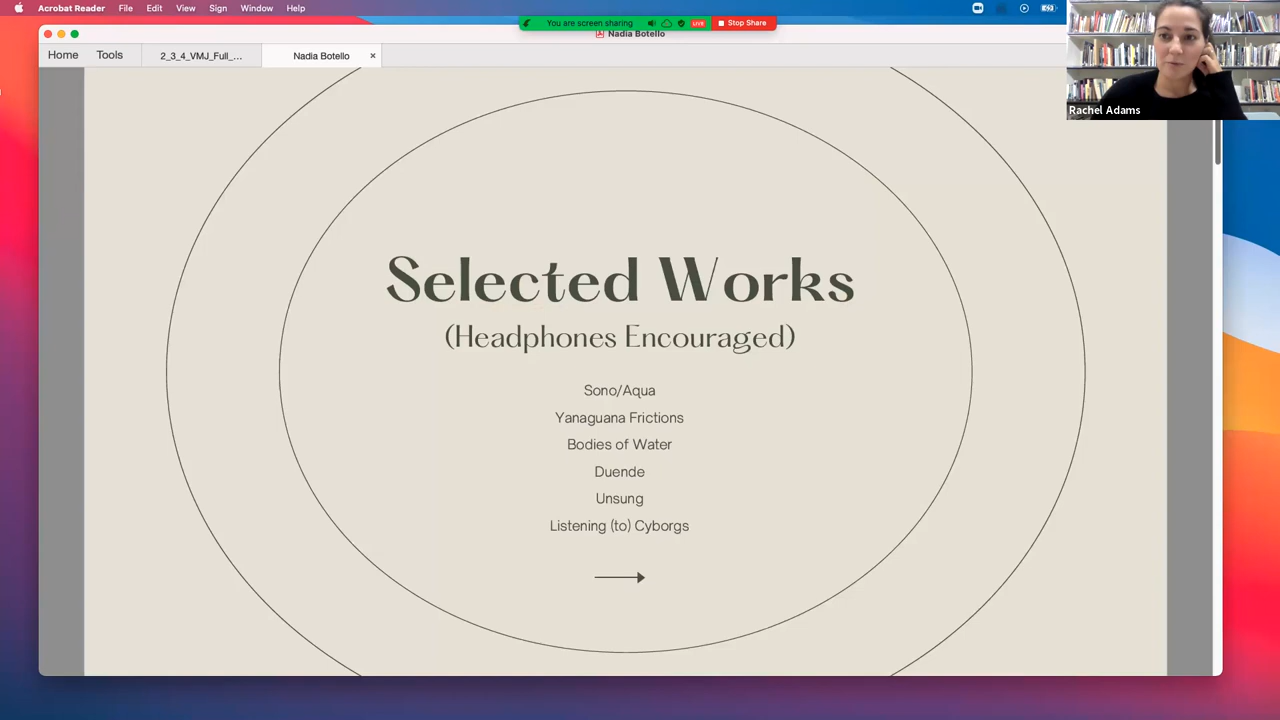 Acrobat Reader File Edit View Sign Window Help
You are screen sharing LIVE Stop Share
Nadia Botello
Home Tools 2_3_4_VMJ_Full_... Nadia Botello
Rachel Adams
Selected Works
(Headphones Encouraged)
Sono/Aqua
Yanaguana Frictions
Bodies of Water
Duende
Unsung
Listening (to) Cyborgs